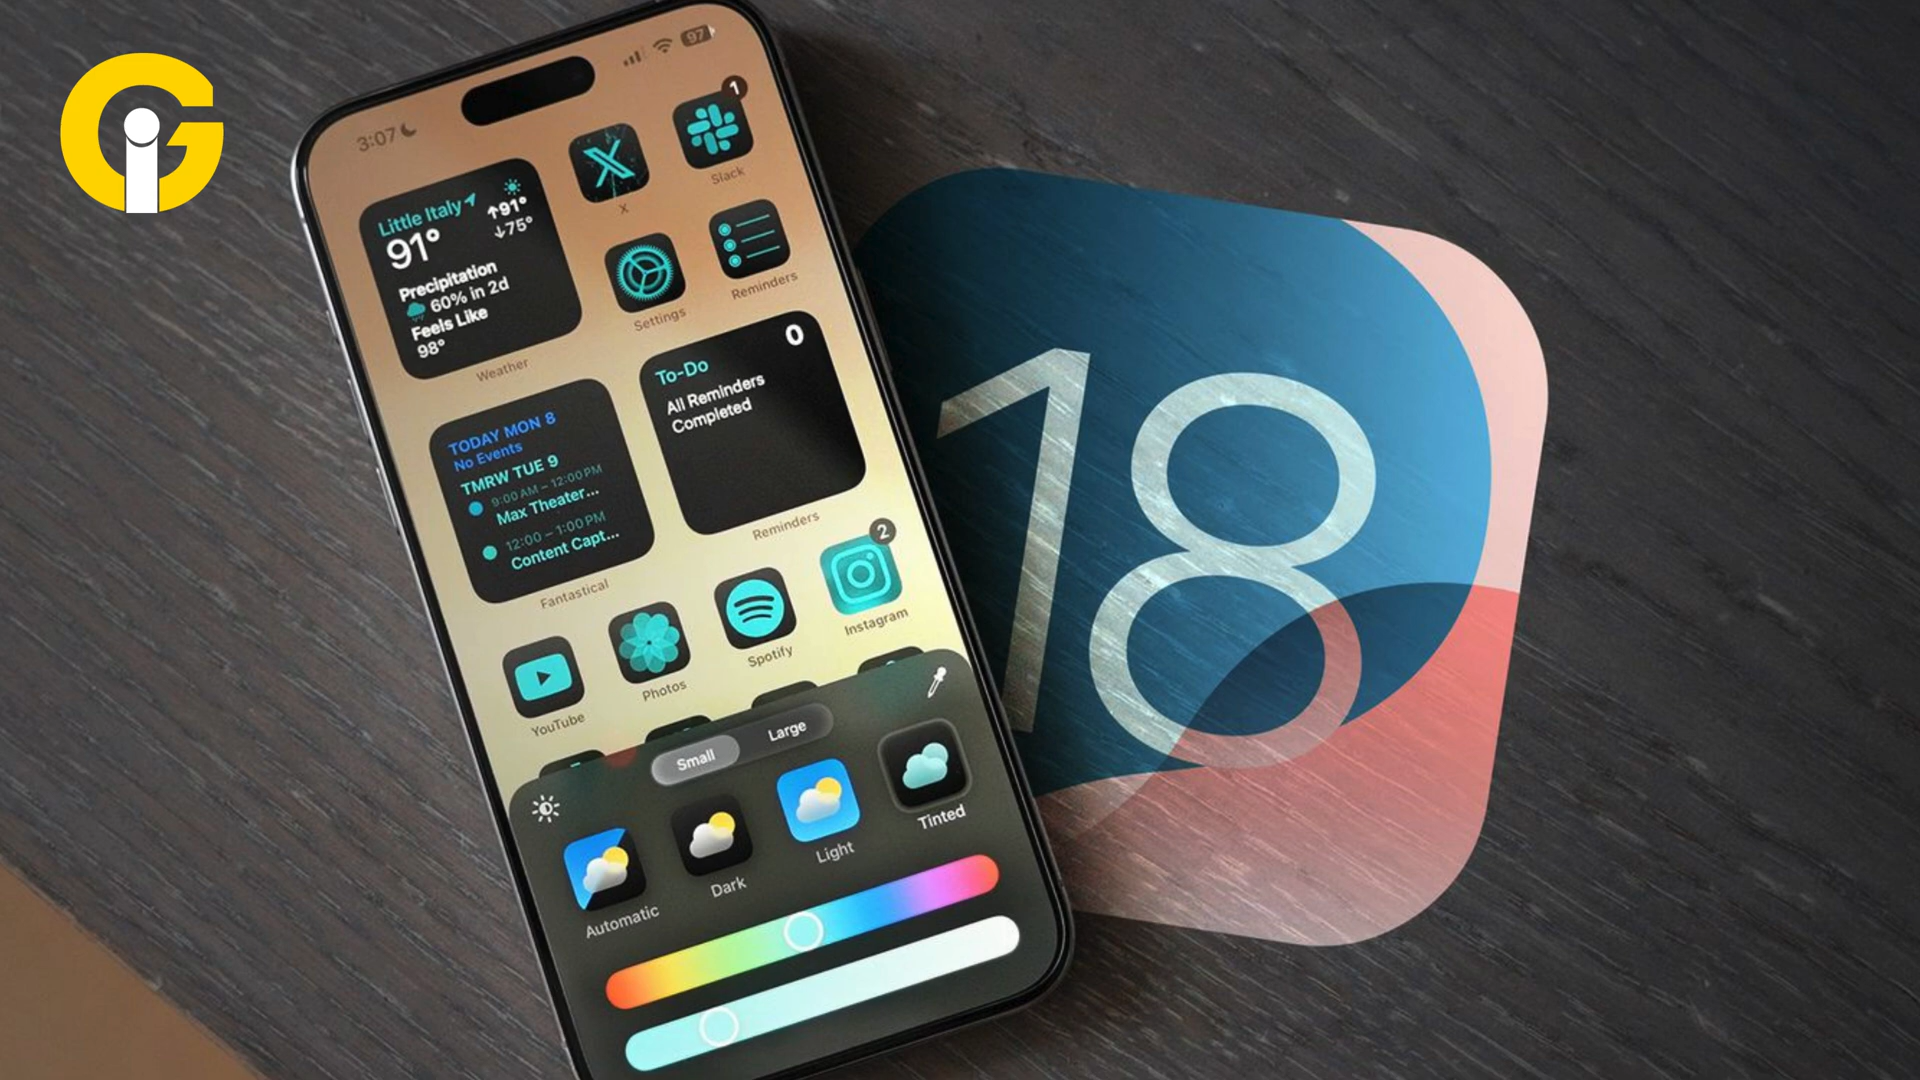 Gi
3:07
97
Little Italy
91°
↑91°
↓75°
Precipitation
60% in 2d
Feels Like
98°
Weather
X
X
1
Slack
Settings
Reminders
TODAY MON 8
No Events
TMRW TUE 9
9:00 AM – 12:00 PM
Max Theater...
12:00 – 1:00 PM
Content Capt...
Fantastical
To-Do
0
All Reminders
Completed
Reminders
YouTube
Photos
Spotify
2
Instagram
Small
Large
Automatic
Dark
Light
Tinted
18